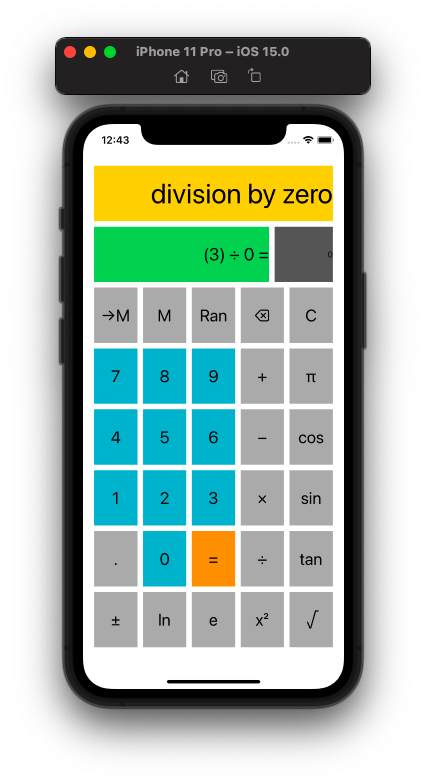 iPhone 11 Pro – iOS 15.0
12:43
division by zero
(3) ÷ 0 = 0
→M M Ran ⌫ C
7 8 9 + π
4 5 6 − cos
1 2 3 × sin
. 0 = ÷ tan
± ln e x² √